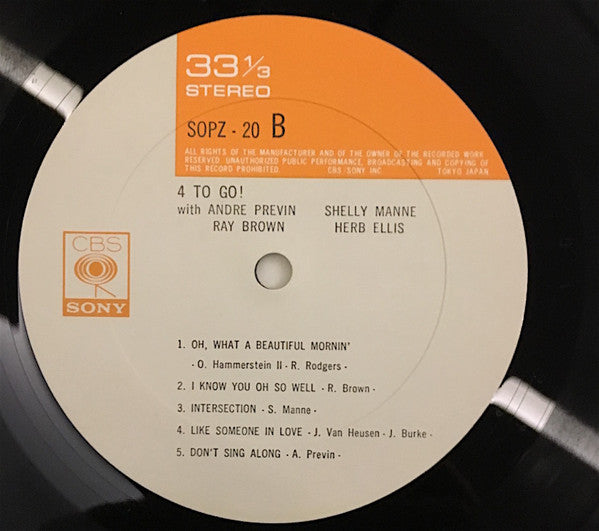 33 1/3
STEREO
SOPZ - 20 B
ALL RIGHTS OF THE MANUFACTURER AND OF THE OWNER OF THE RECORDED WORK
RESERVED. UNAUTHORIZED PUBLIC PERFORMANCE, BROADCASTING AND COPYING OF
THIS RECORD PROHIBITED. CBS/SONY INC. TOKYO JAPAN
4 TO GO!
with ANDRE PREVIN SHELLY MANNE
RAY BROWN HERB ELLIS
CBS
SONY
1. OH, WHAT A BEAUTIFUL MORNIN'
- O. Hammerstein II - R. Rodgers -
2. I KNOW YOU OH SO WELL - R. Brown -
3. INTERSECTION - S. Manne -
4. LIKE SOMEONE IN LOVE - J. Van Heusen - J. Burke -
5. DON'T SING ALONG - A. Previn -